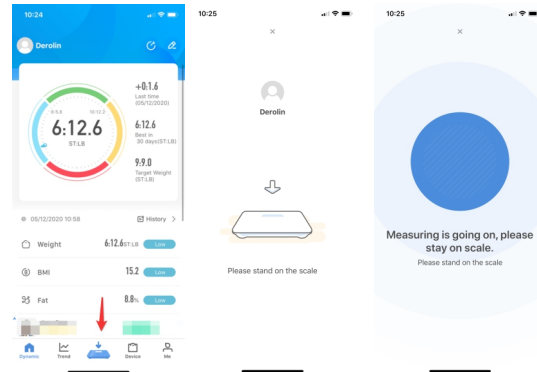 10:24
Derolin
+0:1.6
Last time
(05/12/2020)
8:5.8
10:12.2
6:12.6
ST:LB
6:12.6
Best in
30 days(ST:LB)
9:9.0
Target Weight
(ST:LB)
05/12/2020 10:58
History >
Weight
6:12.6ST:LB
Low
BMI
15.2
Low
Fat
8.8%
Low
Dynamic
Trend
Device
Me
10:25
×
Derolin
Please stand on the scale
10:25
×
Measuring is going on, please
stay on scale.
Please stand on the scale